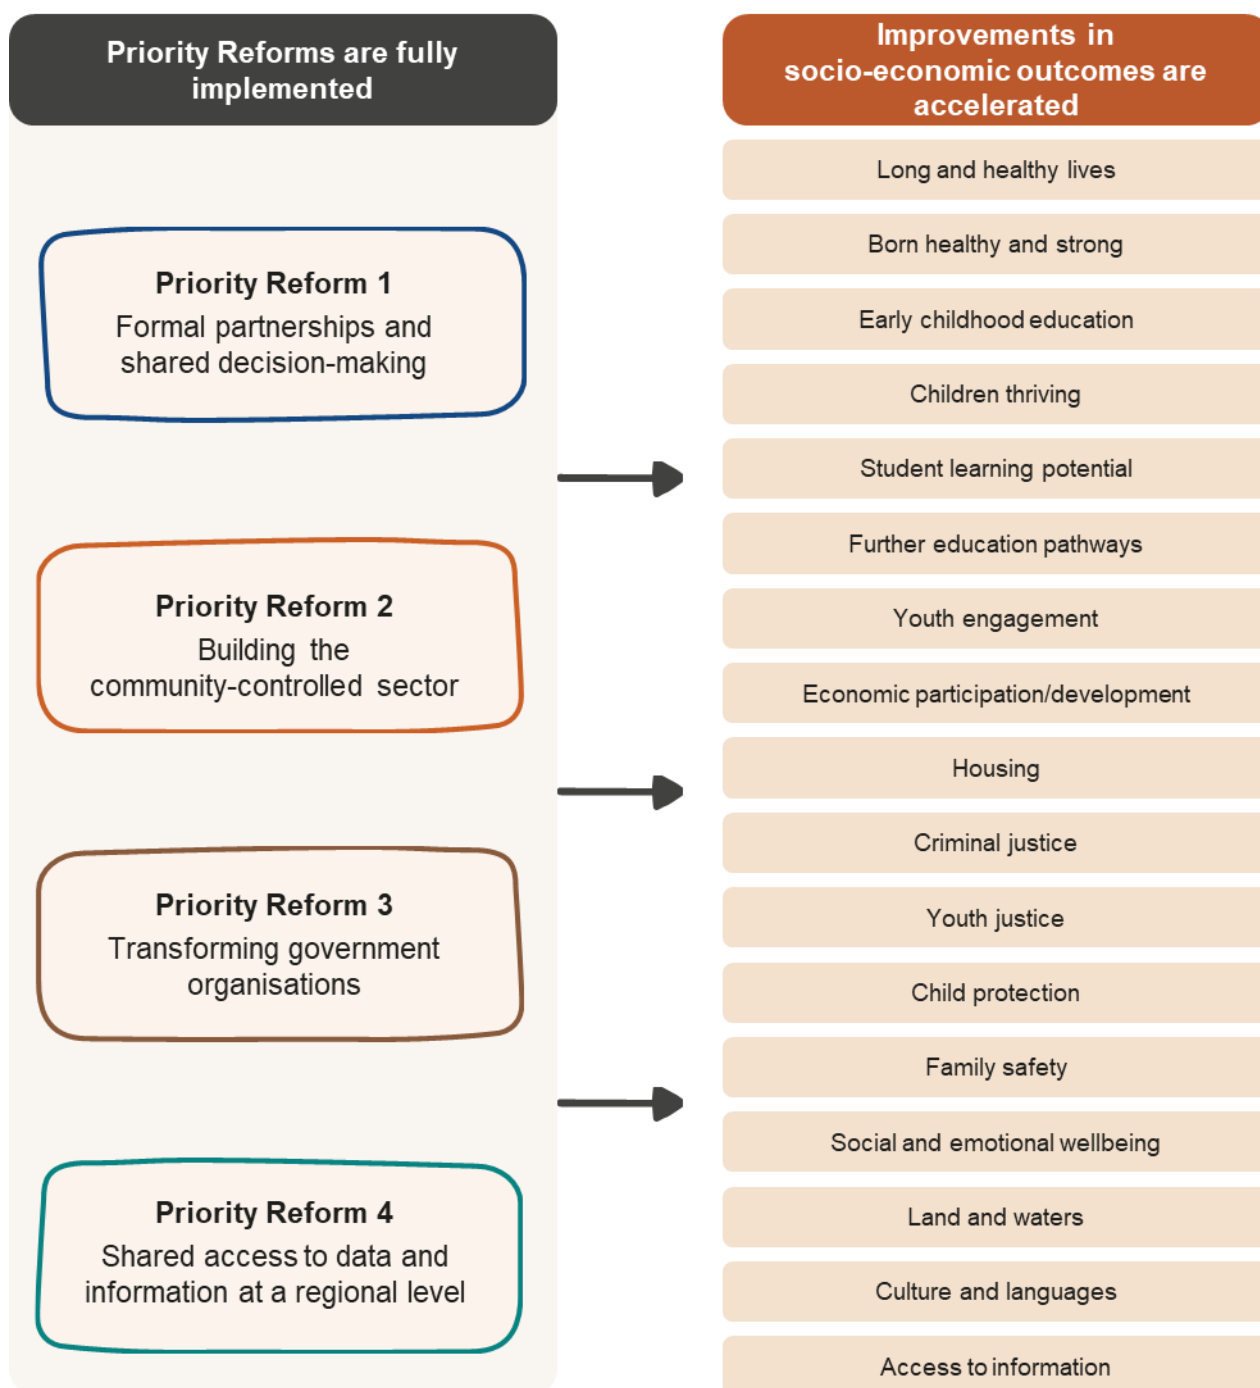 Priority Reforms are fully
implemented
Priority Reform 1
Formal partnerships and
shared decision-making
Priority Reform 2
Building the
community-controlled sector
Priority Reform 3
Transforming government
organisations
Priority Reform 4
Shared access to data and
information at a regional level
Improvements in
socio-economic outcomes are
accelerated
Long and healthy lives
Born healthy and strong
Early childhood education
Children thriving
Student learning potential
Further education pathways
Youth engagement
Economic participation/development
Housing
Criminal justice
Youth justice
Child protection
Family safety
Social and emotional wellbeing
Land and waters
Culture and languages
Access to information